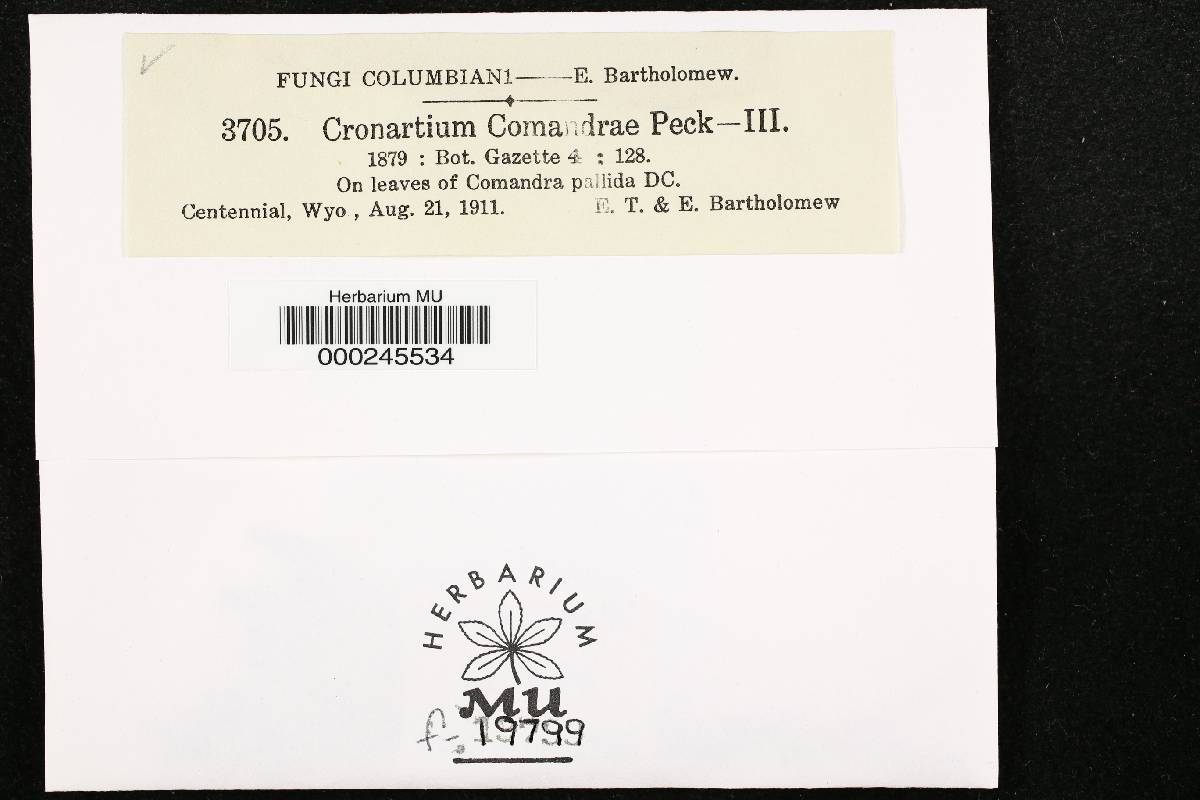 FUNGI COLUMBIANI——E. Bartholomew.
3705. Cronartium Comandrae Peck—III.
1879 : Bot. Gazette 4 : 128.
On leaves of Comandra pallida DC.
Centennial, Wyo., Aug. 21, 1911. E. T. & E. Bartholomew
Herbarium MU
000245534
HERBARIUM
MU
f-: 19799